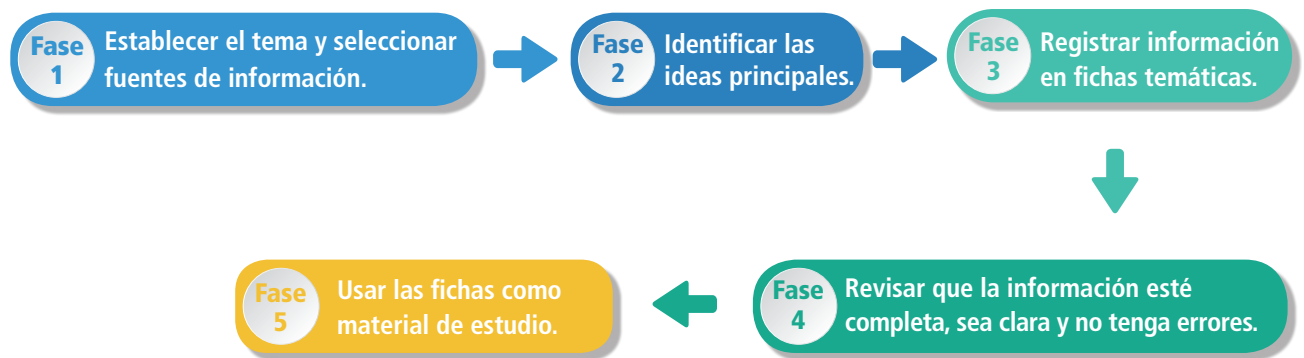 Fase
1
Establecer el tema y seleccionar
fuentes de información.
Fase
2
Identificar las
ideas principales.
Fase
3
Registrar información
en fichas temáticas.
Fase
4
Revisar que la información esté
completa, sea clara y no tenga errores.
Fase
5
Usar las fichas como
material de estudio.